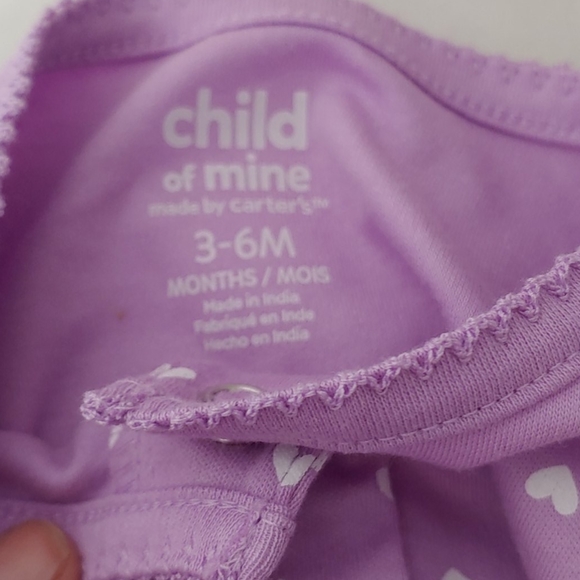 child
of mine
made by carter's™
3-6M
MONTHS / MOIS
Made in India
Fabriqué en Inde
Hecho en India